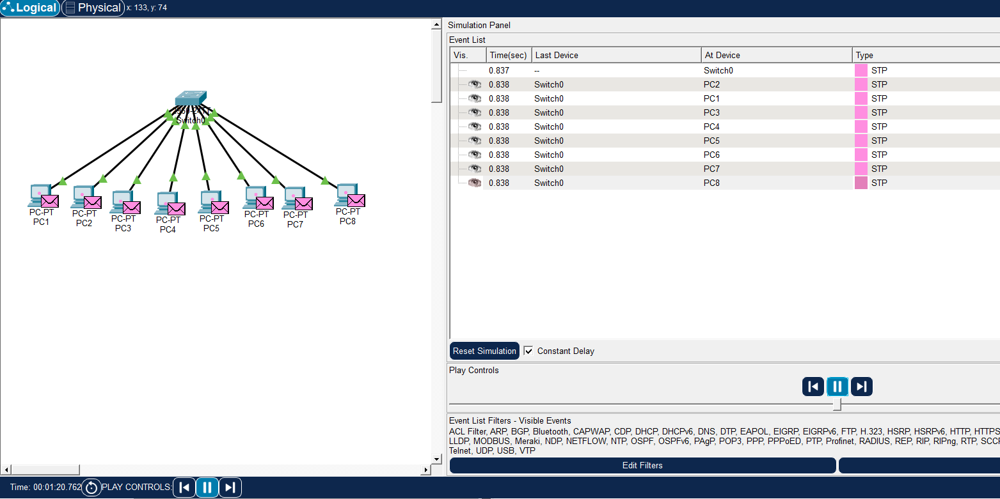 Logical Physical x: 133, y: 74
Switch0
PC-PT
PC1
PC-PT
PC2
PC-PT
PC3
PC-PT
PC4
PC-PT
PC5
PC-PT
PC6
PC-PT
PC7
PC-PT
PC8
Simulation Panel
Event List
Vis. Time(sec) Last Device At Device Type
0.837 -- Switch0 STP
0.838 Switch0 PC2 STP
0.838 Switch0 PC1 STP
0.838 Switch0 PC3 STP
0.838 Switch0 PC4 STP
0.838 Switch0 PC5 STP
0.838 Switch0 PC6 STP
0.838 Switch0 PC7 STP
0.838 Switch0 PC8 STP
Reset Simulation Constant Delay
Play Controls
Event List Filters - Visible Events
ACL Filter, ARP, BGP, Bluetooth, CAPWAP, CDP, DHCP, DHCPv6, DNS, DTP, EAPOL, EIGRP, EIGRPv6, FTP, H.323, HSRP, HSRPv6, HTTP, HTTPS
LLDP, MODBUS, Meraki, NDP, NETFLOW, NTP, OSPF, OSPFv6, PAgP, POP3, PPP, PPPoED, PTP, Profinet, RADIUS, REP, RIP, RIPng, RTP, SCCP
Telnet, UDP, USB, VTP
Edit Filters
Time: 00:01:20.762 PLAY CONTROLS: